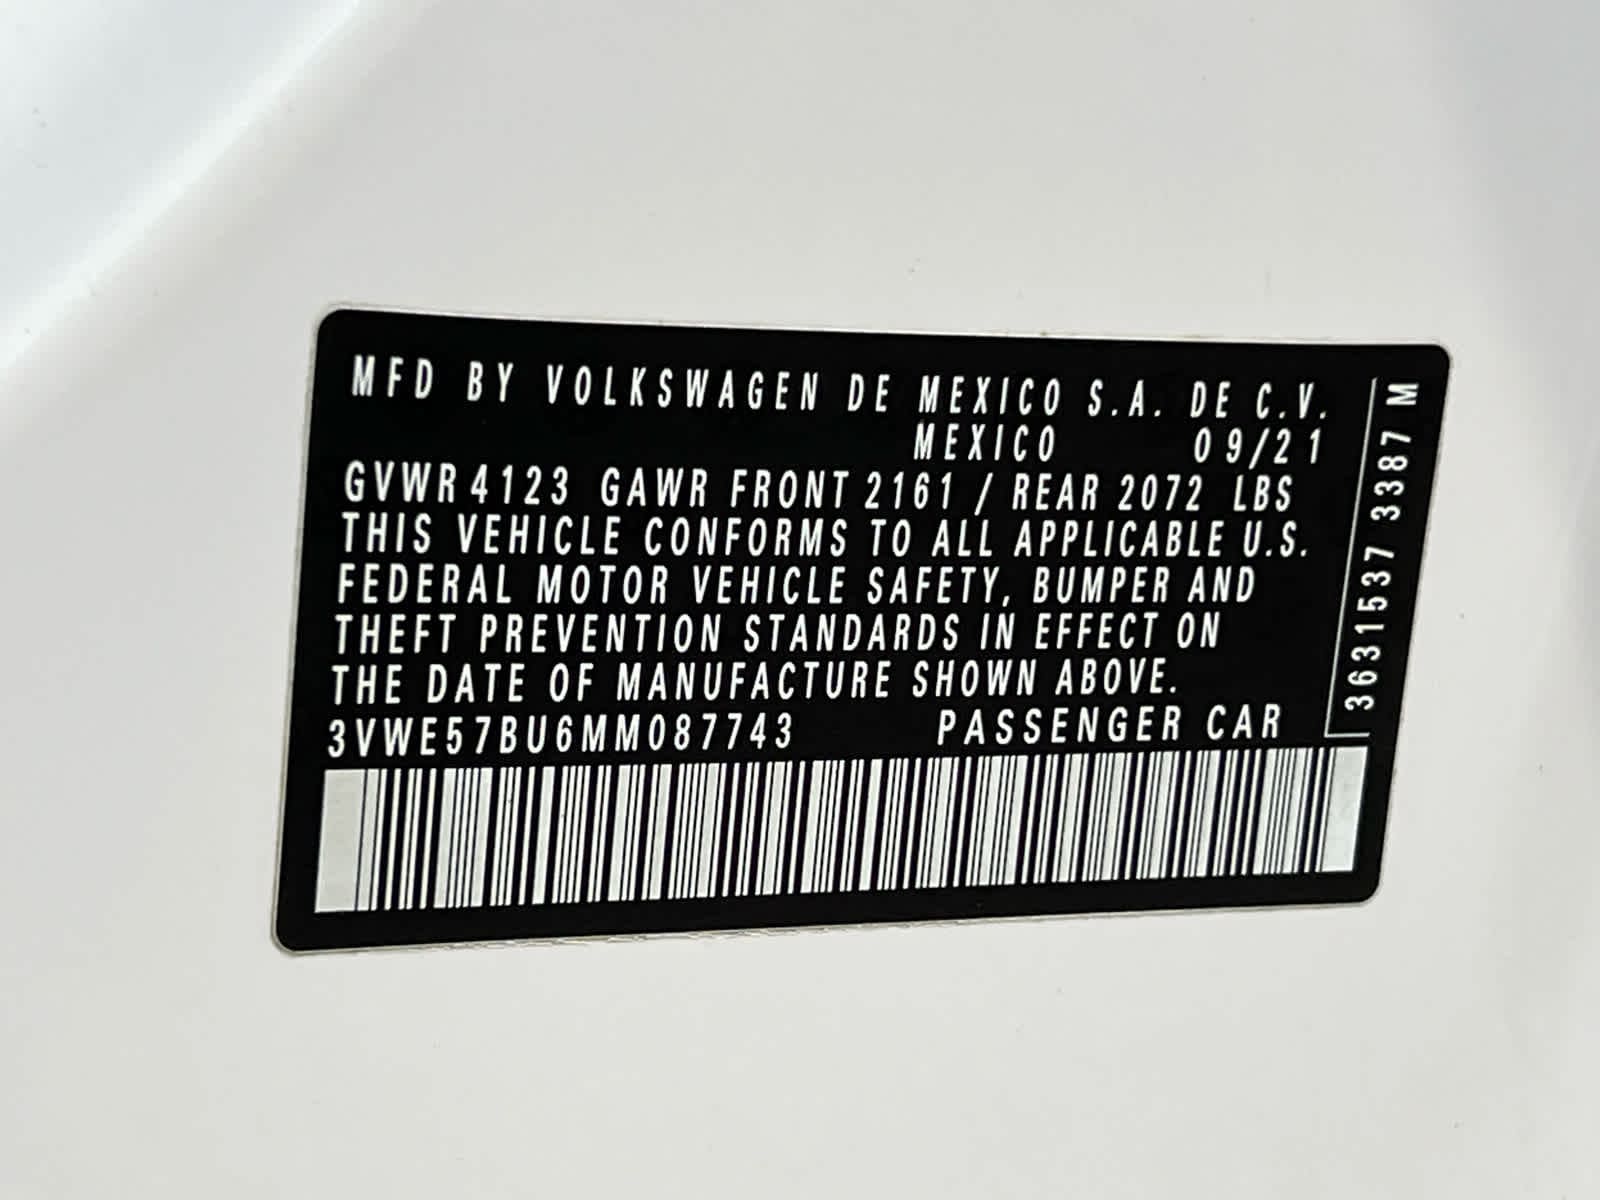 MFD BY VOLKSWAGEN DE MEXICO S.A. DE C.V.
MEXICO 09/21
GVWR 4123 GAWR FRONT 2161 / REAR 2072 LBS
THIS VEHICLE CONFORMS TO ALL APPLICABLE U.S.
FEDERAL MOTOR VEHICLE SAFETY, BUMPER AND
THEFT PREVENTION STANDARDS IN EFFECT ON
THE DATE OF MANUFACTURE SHOWN ABOVE.
3VWE57BU6MM087743 PASSENGER CAR
3631537 3387 M